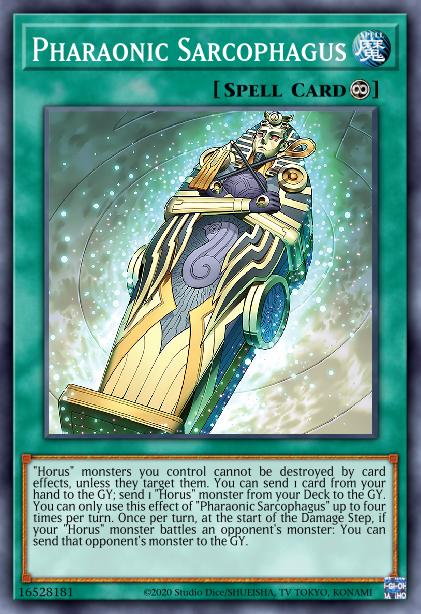 PHARAONIC SARCOPHAGUS
SPELL
魔
[SPELL CARD]
"Horus" monsters you control cannot be destroyed by card
effects, unless they target them. You can send 1 card from your
hand to the GY; send 1 "Horus" monster from your Deck to the GY.
You can only use this effect of "Pharaonic Sarcophagus" up to four
times per turn. Once per turn, at the start of the Damage Step, if
your "Horus" monster battles an opponent's monster: You can
send that opponent's monster to the GY.
16528181
©2020 Studio Dice/SHUEISHA, TV TOKYO, KONAMI